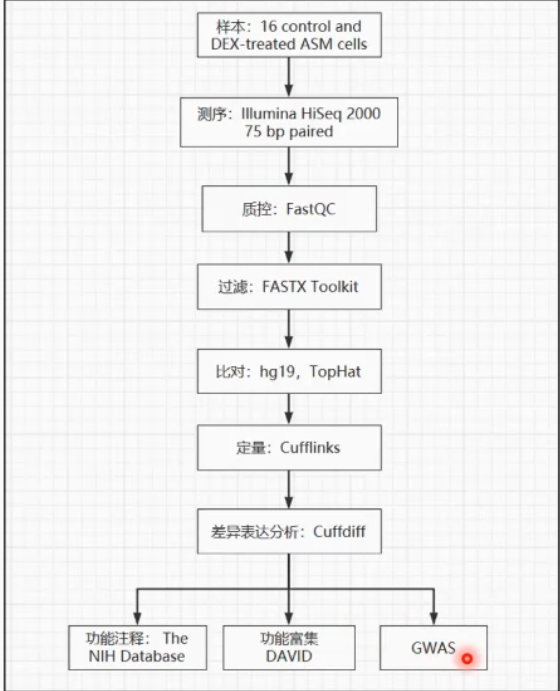 样本：16 control and
DEX-treated ASM cells
测序：Illumina HiSeq 2000
75 bp paired
质控：FastQC
过滤：FASTX Toolkit
比对：hg19，TopHat
定量：Cufflinks
差异表达分析：Cuffdiff
功能注释： The
NIH Database
功能富集
DAVID
GWAS